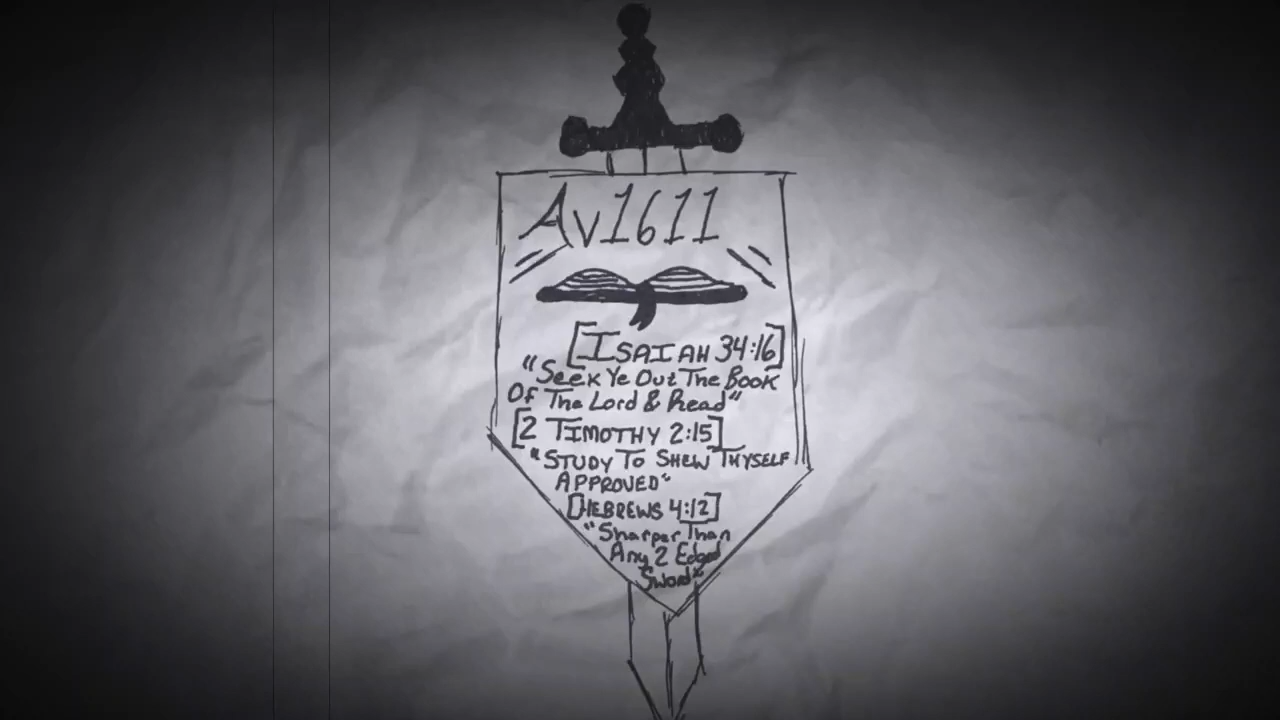 Av1611
[ISAIAH 34:16]
"Seek Ye Out The Book
Of The Lord & Read"
[2 TIMOTHY 2:15]
"STUDY TO SHEW THYSELF
APPROVED"
[HEBREWS 4:12]
"Sharper Than
Any 2 Edged
Sword"